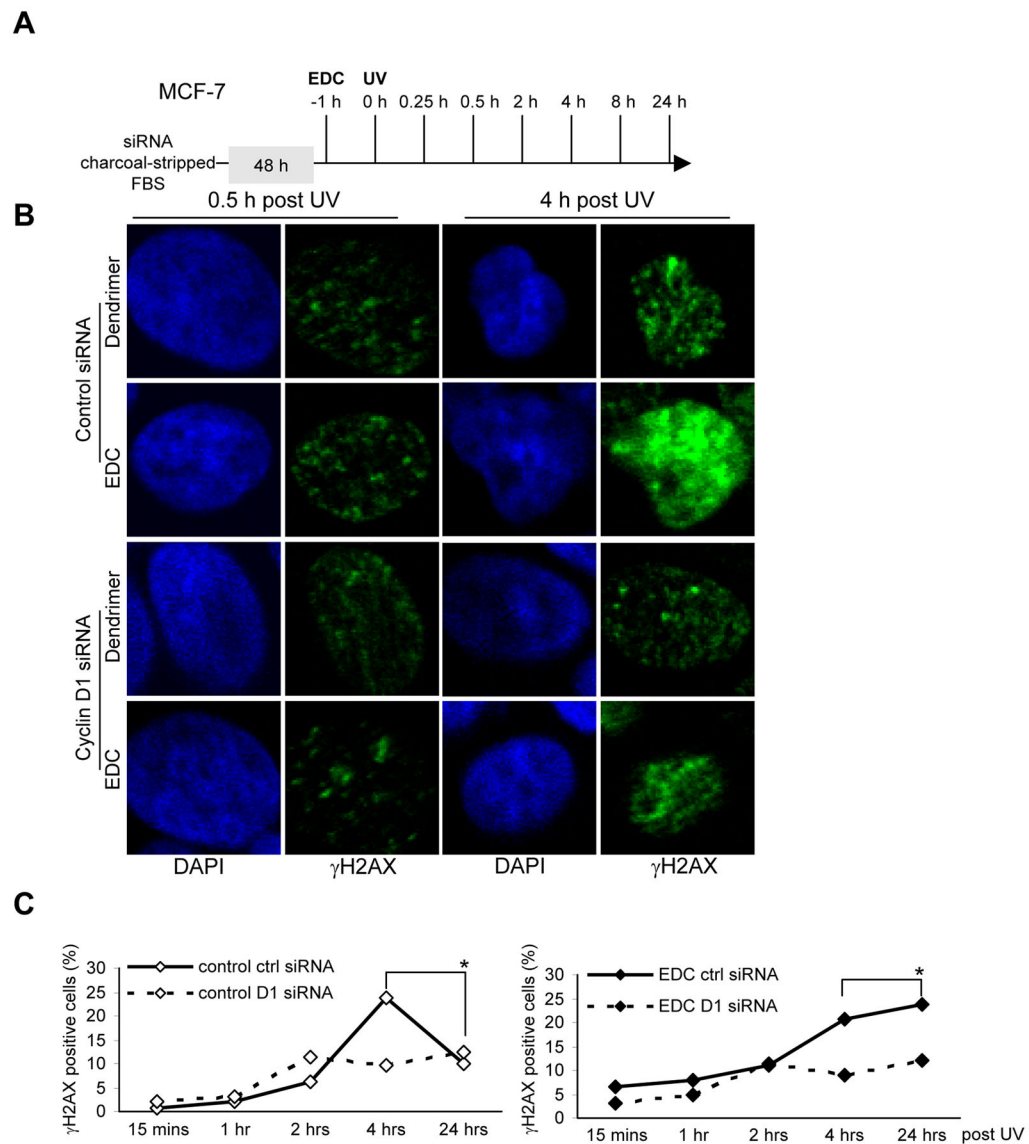 A
MCF-7
EDC UV
-1 h 0 h 0.25 h 0.5 h 2 h 4 h 8 h 24 h
siRNA
charcoal-stripped
FBS
48 h
B
0.5 h post UV 4 h post UV
Control siRNA
Dendrimer
EDC
Cyclin D1 siRNA
Dendrimer
EDC
DAPI γH2AX DAPI γH2AX
C
γH2AX positive cells (%)
30
25
20
15
10
5
0
control ctrl siRNA
control D1 siRNA
*
15 mins 1 hr 2 hrs 4 hrs 24 hrs
γH2AX positive cells (%)
30
25
20
15
10
5
0
EDC ctrl siRNA
EDC D1 siRNA
*
15 mins 1 hr 2 hrs 4 hrs 24 hrs post UV